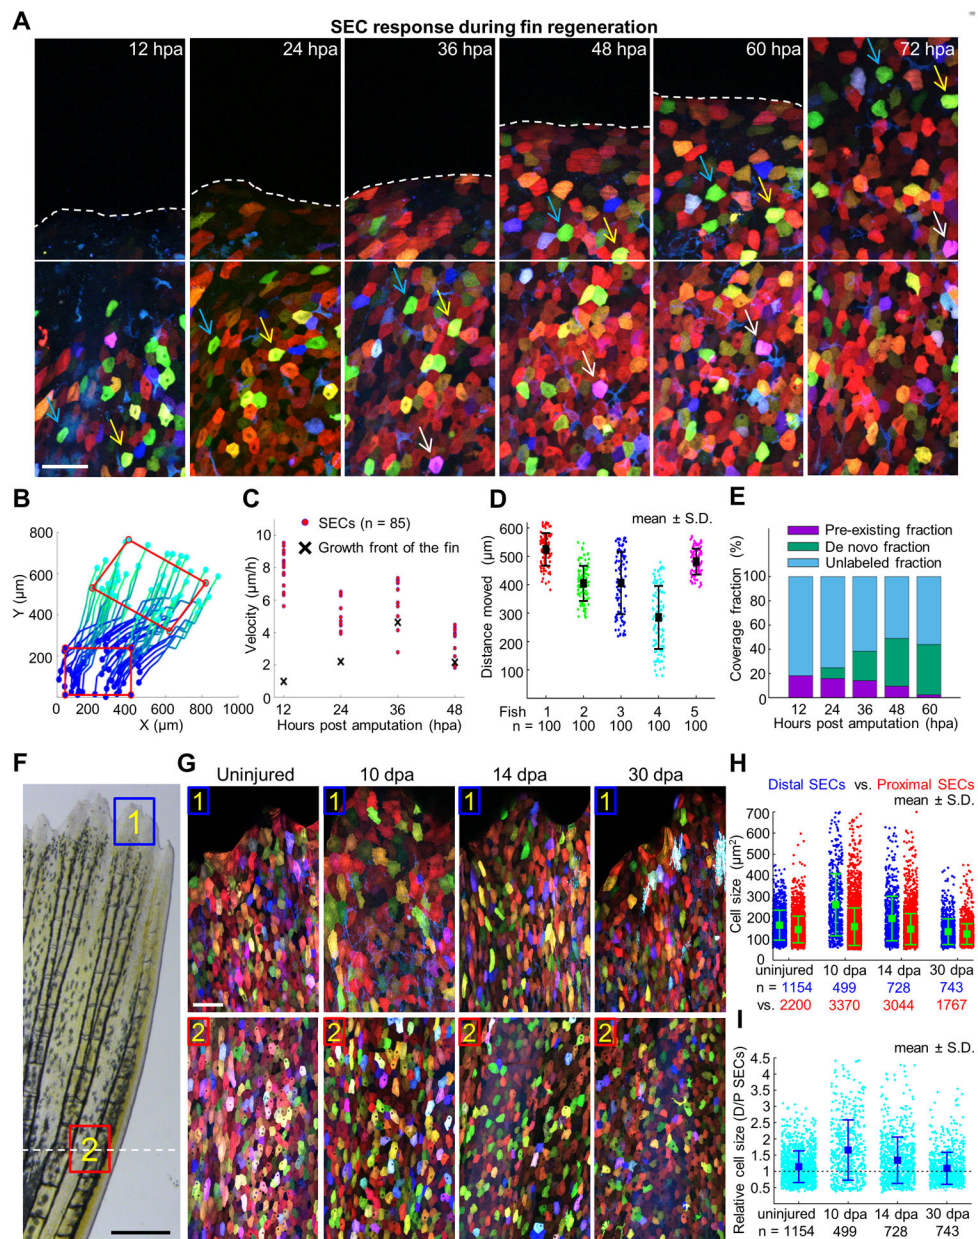 A
SEC response during fin regeneration
12 hpa
24 hpa
36 hpa
48 hpa
60 hpa
72 hpa
B
800
600
400
200
Y (µm)
0
200
400
600
800
1000
X (µm)
C
10
8
6
4
2
0
Velocity (µm/h)
SECs (n = 85)
Growth front of the fin
12
24
36
48
Hours post amputation (hpa)
D
mean ± S.D.
600
500
400
300
200
100
Distance moved (µm)
Fish 1 2 3 4 5
n = 100 100 100 100 100
E
Pre-existing fraction
De novo fraction
Unlabeled fraction
Coverage fraction (%)
100
80
60
40
20
0
12 24 36 48 60
Hours post amputation (hpa)
F
1
2
G
Uninjured
10 dpa
14 dpa
30 dpa
1
1
1
1
2
2
2
2
H
Distal SECs vs. Proximal SECs
mean ± S.D.
700
600
500
400
300
200
100
0
Cell size (µm²)
uninjured 10 dpa 14 dpa 30 dpa
n = 1154 499 728 743
vs. 2200 3370 3044 1767
I
mean ± S.D.
4.5
4
3.5
3
2.5
2
1.5
1
0.5
Relative cell size (D/P SECs)
uninjured 10 dpa 14 dpa 30 dpa
n = 1154 499 728 743